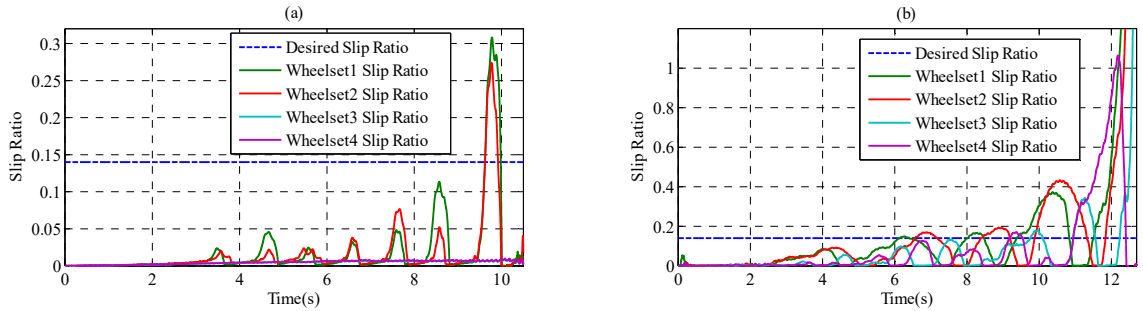 (a)
0.3
0.25
0.2
0.15
0.1
0.05
0
Slip Ratio
Desired Slip Ratio
Wheelset1 Slip Ratio
Wheelset2 Slip Ratio
Wheelset3 Slip Ratio
Wheelset4 Slip Ratio
0 2 4 6 8 10
Time(s)
(b)
1
0.8
0.6
0.4
0.2
0
Slip Ratio
Desired Slip Ratio
Wheelset1 Slip Ratio
Wheelset2 Slip Ratio
Wheelset3 Slip Ratio
Wheelset4 Slip Ratio
0 2 4 6 8 10 12
Time(s)